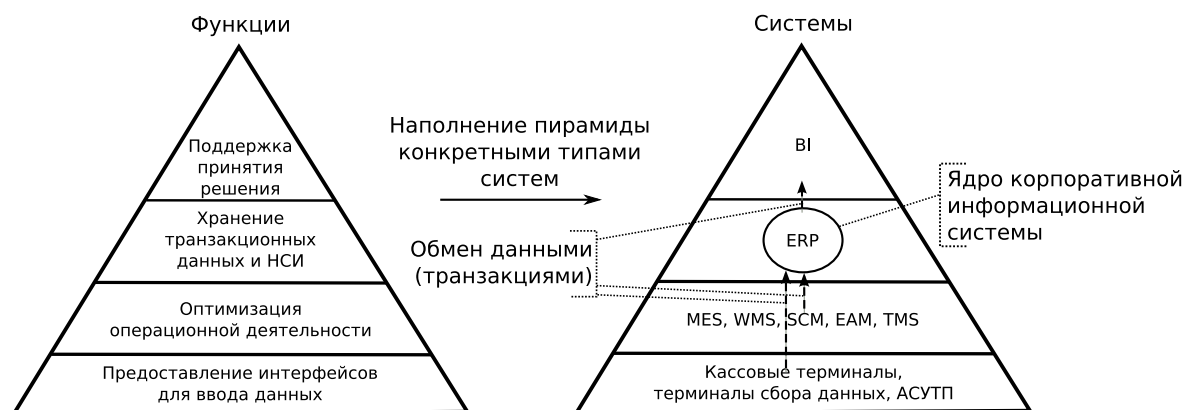 Функции
Поддержка
принятия
решения
Хранение
транзакционных
данных и НСИ
Оптимизация
операционной деятельности
Предоставление интерфейсов
для ввода данных
Наполнение пирамиды
конкретными типами
систем
Обмен данными
(транзакциями)
Системы
BI
ERP
MES, WMS, SCM, EAM, TMS
Кассовые терминалы,
терминалы сбора данных, АСУТП
Ядро корпоративной
информационной
системы